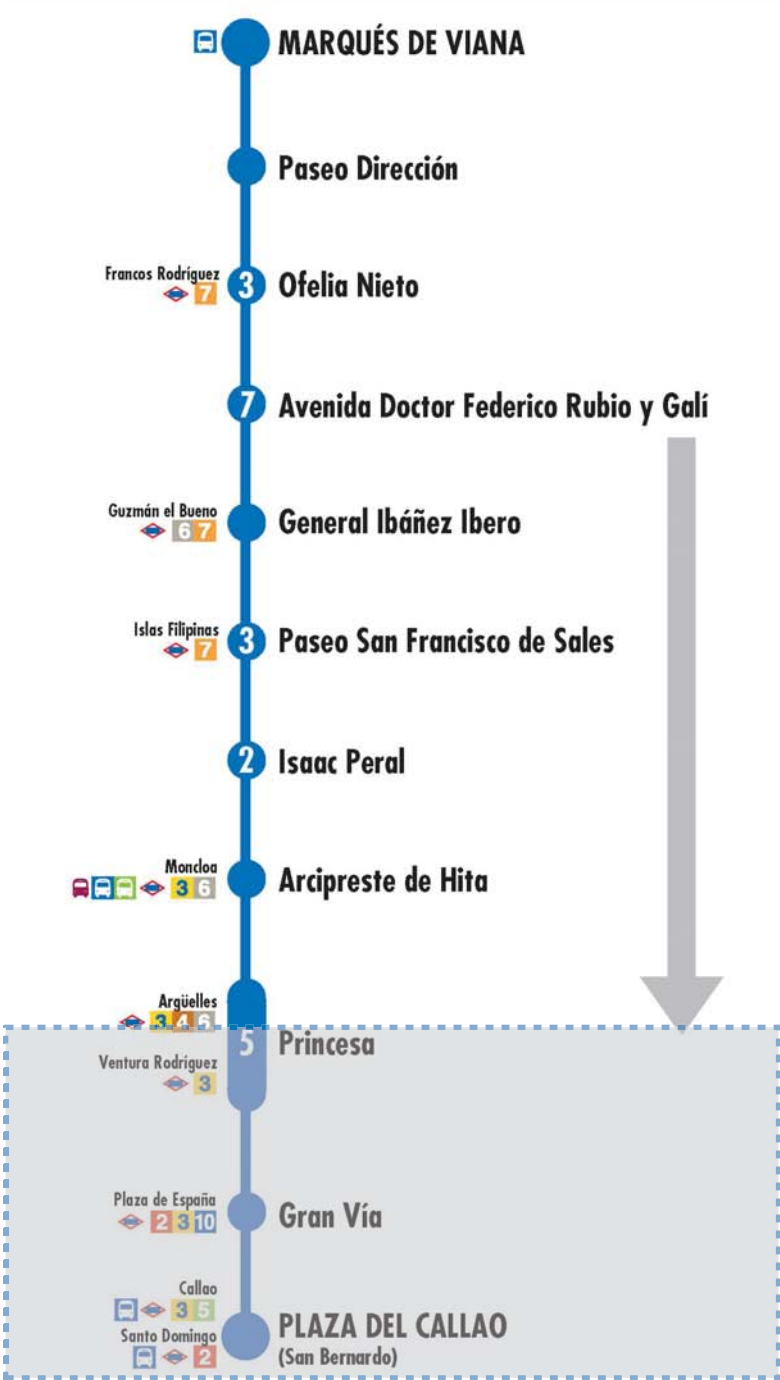 MARQUÉS DE VIANA
Paseo Dirección
Francos Rodríguez
7
3
Ofelia Nieto
7
Avenida Doctor Federico Rubio y Galí
Guzmán el Bueno
6 7
General Ibáñez Ibero
Islas Filipinas
7
3
Paseo San Francisco de Sales
2
Isaac Peral
Moncloa
3 6
Arcipreste de Hita
Argüelles
3 4 6
5
Princesa
Ventura Rodríguez
3
Plaza de España
2 3 10
Gran Vía
Callao
3 5
Santo Domingo
2
PLAZA DEL CALLAO
(San Bernardo)